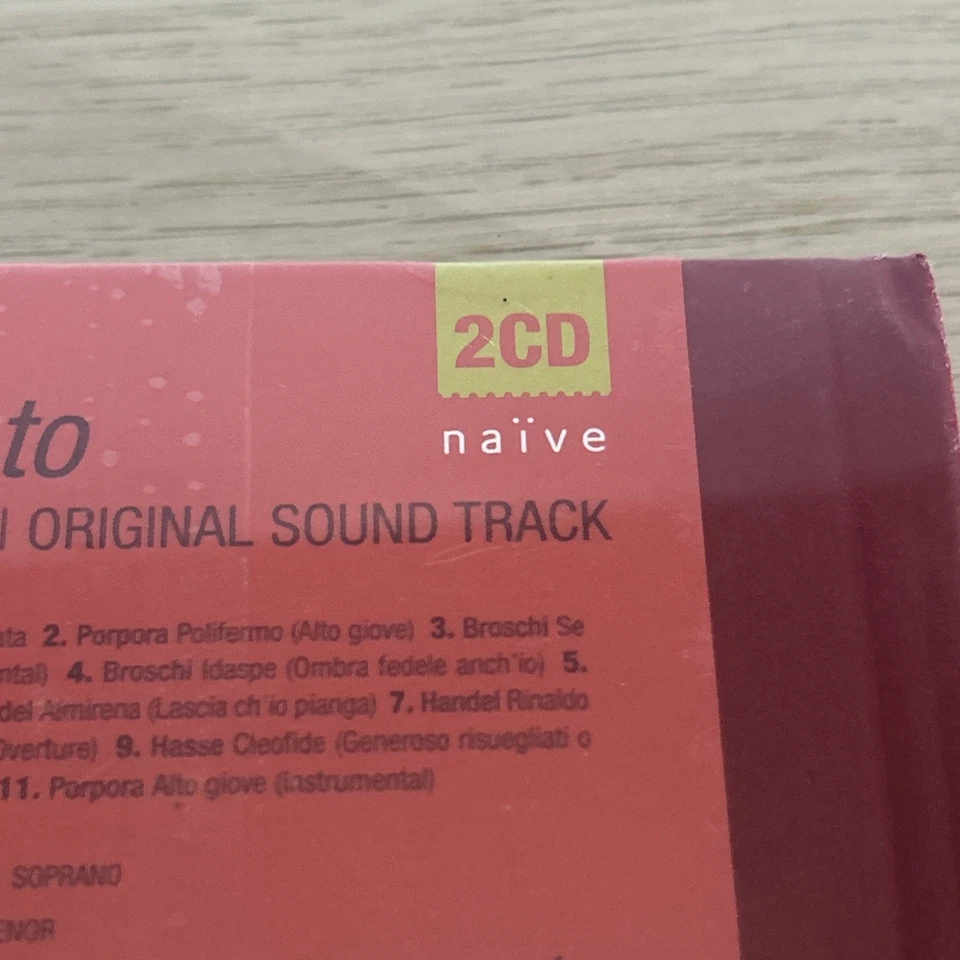 2CD
naïve
to
ORIGINAL SOUND TRACK
ta 2. Porpora Polifermo (Alto giove) 3. Broschi Se
ntal) 4. Broschi Idaspe (Ombra fedele anch'io) 5.
del Almirena (Lascia ch'io pianga) 7. Handel Rinaldo
Overture) 9. Hasse Cleofide (Generoso risuegliati o
11. Porpora Alto giove (instrumental)
SOPRANO
ENOR